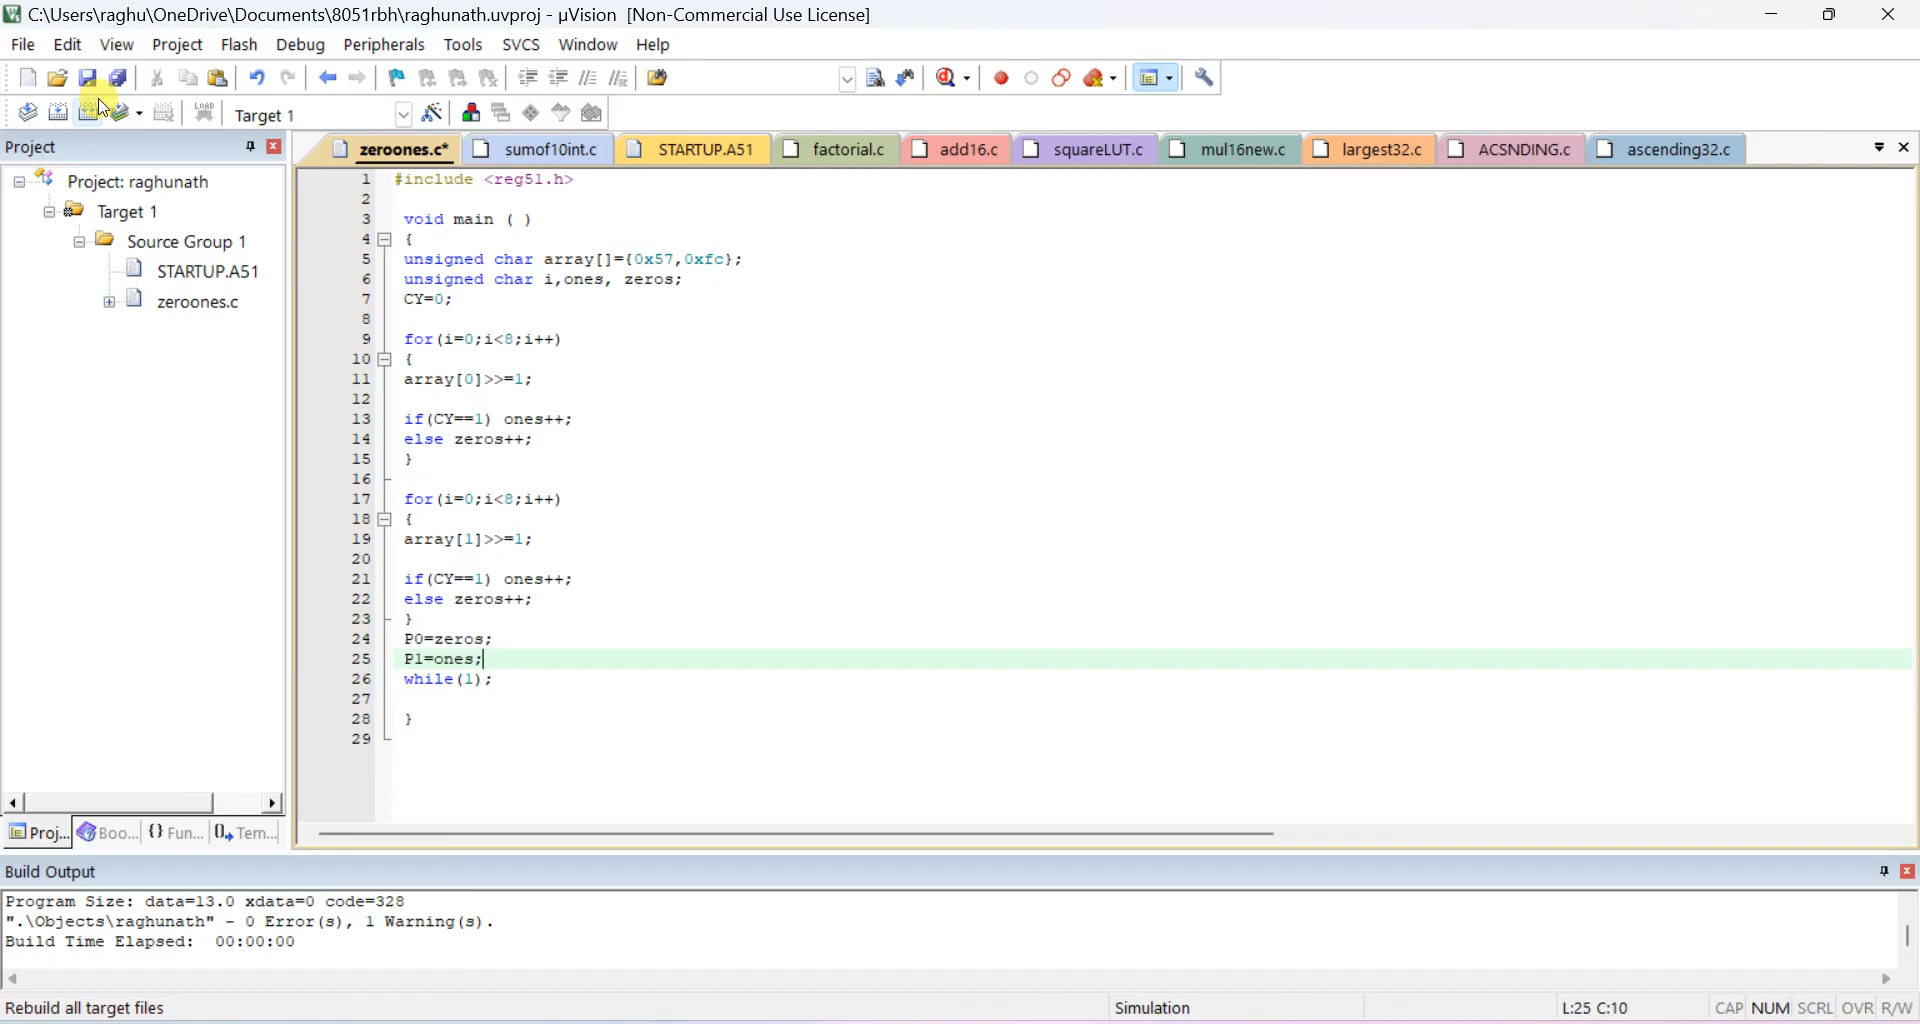 C:\Users\raghu\OneDrive\Documents\8051rbh\raghunath.uvproj - µVision [Non-Commercial Use License]
File Edit View Project Flash Debug Peripherals Tools SVCS Window Help
LOAD Target 1
Project
zeroones.c* sumof10int.c STARTUP.A51 factorial.c add16.c squareLUT.c mul16new.c largest32.c ACSNDING.c ascending32.c
Project: raghunath
Target 1
Source Group 1
STARTUP.A51
zeroones.c
1 #include <reg51.h>
2
3 void main ( )
4 {
5 unsigned char array[]={0x57,0xfc};
6 unsigned char i,ones, zeros;
7 CY=0;
8
9 for(i=0;i<8;i++)
10 {
11 array[0]>>=1;
12
13 if(CY==1) ones++;
14 else zeros++;
15 }
16
17 for(i=0;i<8;i++)
18 {
19 array[1]>>=1;
20
21 if(CY==1) ones++;
22 else zeros++;
23 }
24 P0=zeros;
25 P1=ones;
26 while(1);
27
28 }
29
Proj... Boo... {} Fun... 0 Tem...
Build Output
Program Size: data=13.0 xdata=0 code=328
".\Objects\raghunath" - 0 Error(s), 1 Warning(s).
Build Time Elapsed: 00:00:00
Rebuild all target files Simulation L:25 C:10 CAP NUM SCRL OVR R/W